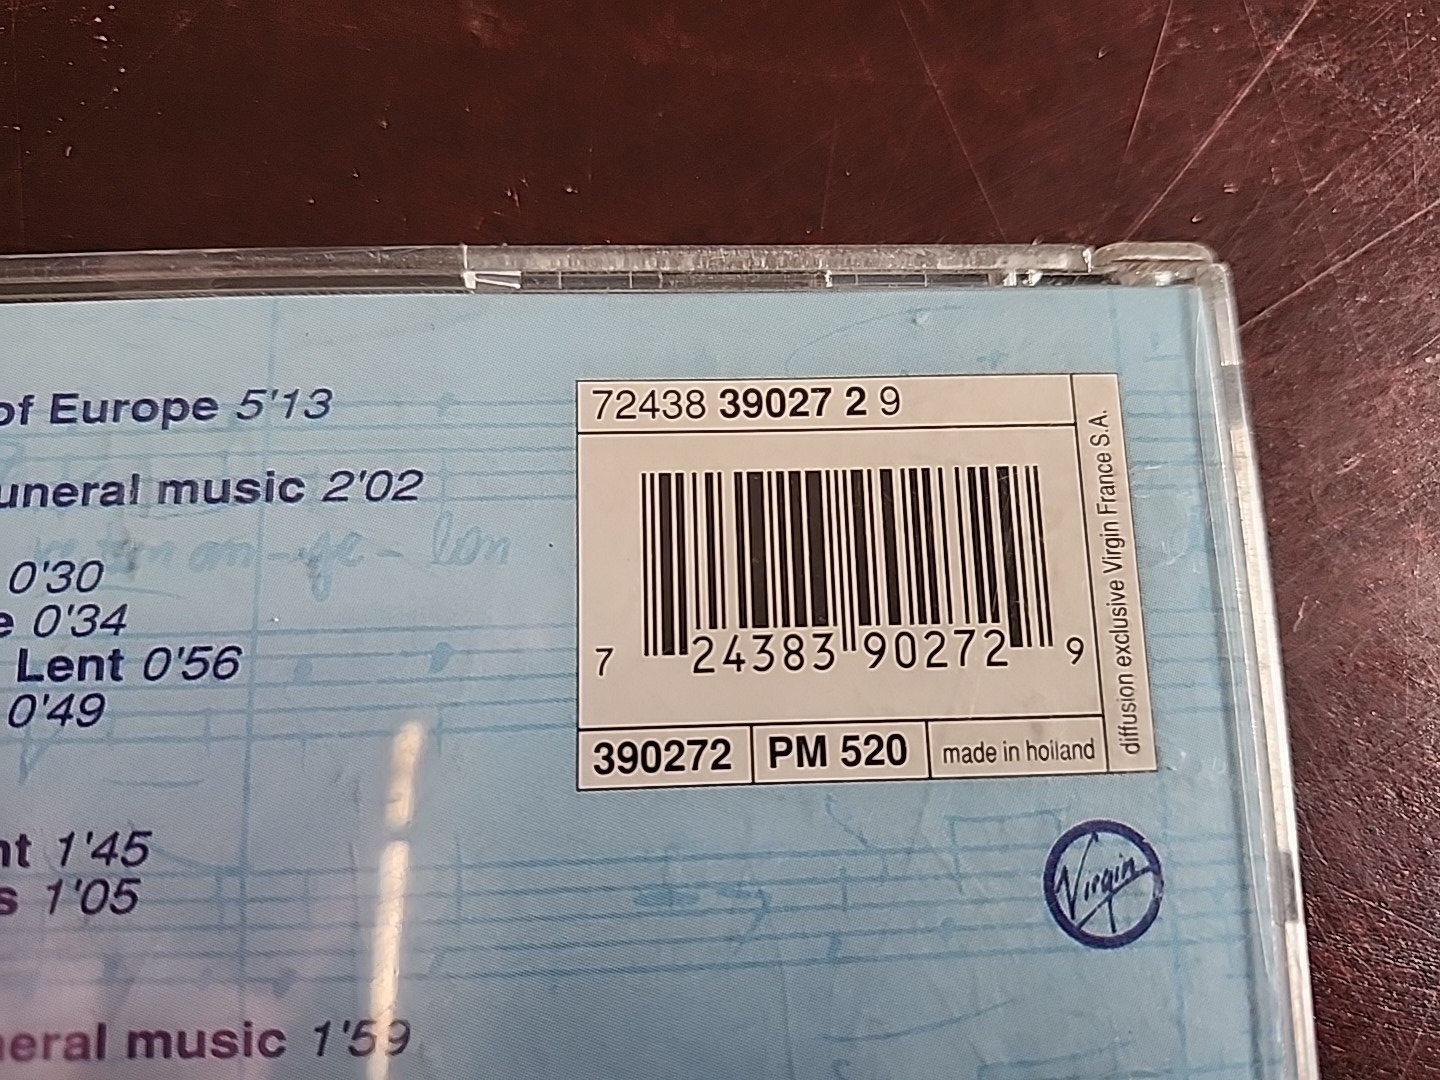 of Europe 5'13
uneral music 2'02
0'30
e 0'34
Lent 0'56
0'49
nt 1'45
s 1'05
neral music 1'59
72438 39027 2 9
7 24383 90272 9
390272 PM 520 made in holland
diffusion exclusive Virgin France S.A.
Virgin